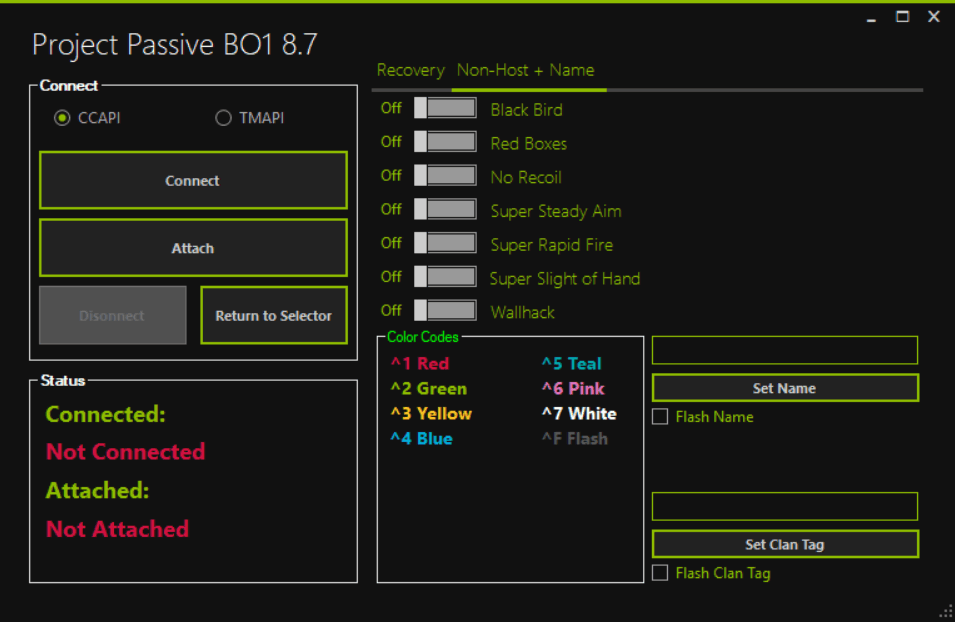 Project Passive BO1 8.7
Connect
CCAPI
TMAPI
Connect
Attach
Disonnect
Return to Selector
Status
Connected:
Not Connected
Attached:
Not Attached
Recovery
Non-Host + Name
Off Black Bird
Off Red Boxes
Off No Recoil
Off Super Steady Aim
Off Super Rapid Fire
Off Super Slight of Hand
Off Wallhack
Color Codes
^1 Red
^2 Green
^3 Yellow
^4 Blue
^5 Teal
^6 Pink
^7 White
^F Flash
Set Name
Flash Name
Set Clan Tag
Flash Clan Tag